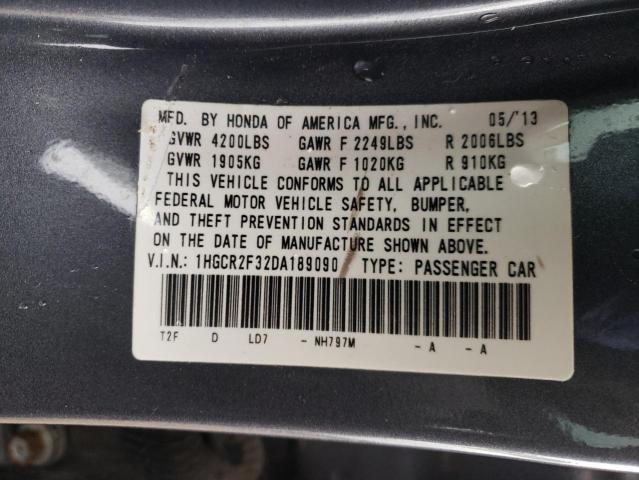 MFD. BY HONDA OF AMERICA MFG., INC. 05/'13
GVWR 4200LBS GAWR F 2249LBS R 2006LBS
GVWR 1905KG GAWR F 1020KG R 910KG
THIS VEHICLE CONFORMS TO ALL APPLICABLE
FEDERAL MOTOR VEHICLE SAFETY, BUMPER,
AND THEFT PREVENTION STANDARDS IN EFFECT
ON THE DATE OF MANUFACTURE SHOWN ABOVE.
V.I.N.: 1HGCR2F32DA189090 TYPE: PASSENGER CAR
T2F D LD7 - NH797M - A - A